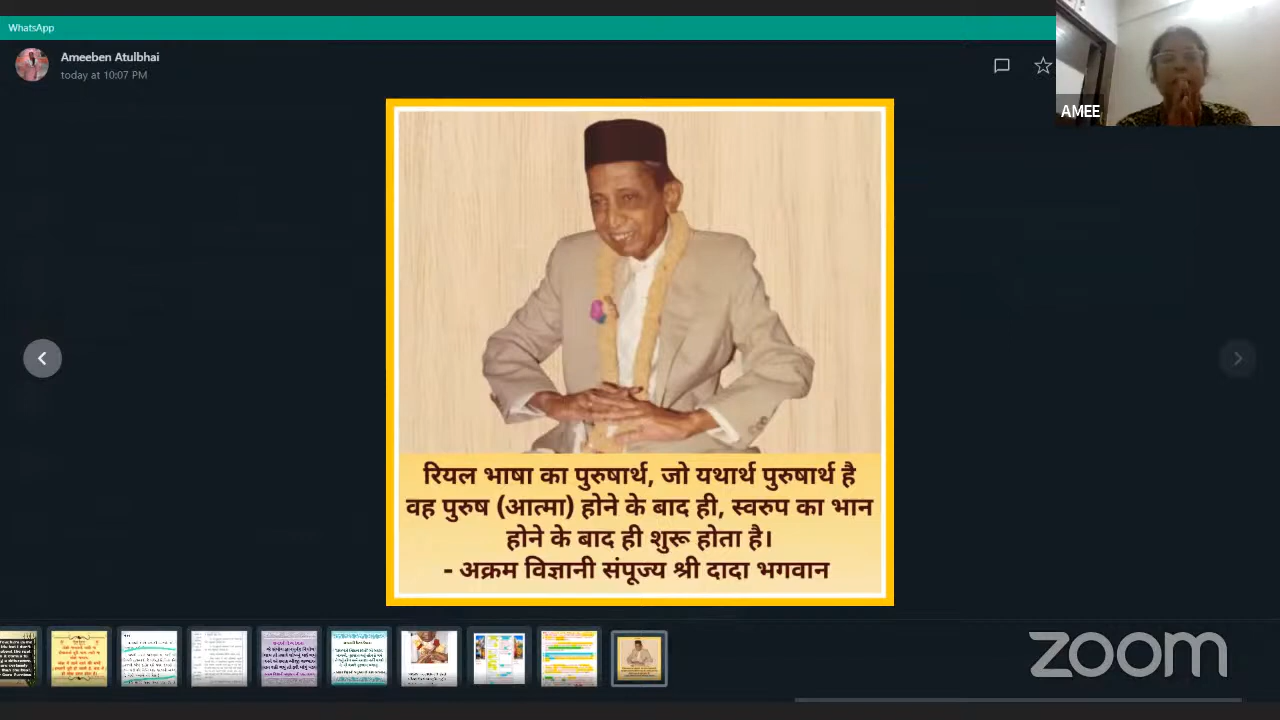 WhatsApp
Ameeben Atulbhai
today at 10:07 PM
AMEE
रियल भाषा का पुरुषार्थ, जो यथार्थ पुरुषार्थ है
वह पुरुष (आत्मा) होने के बाद ही, स्वरुप का भान
होने के बाद ही शुरू होता है।
- अक्रम विज्ञानी संपूज्य श्री दादा भगवान
zoom